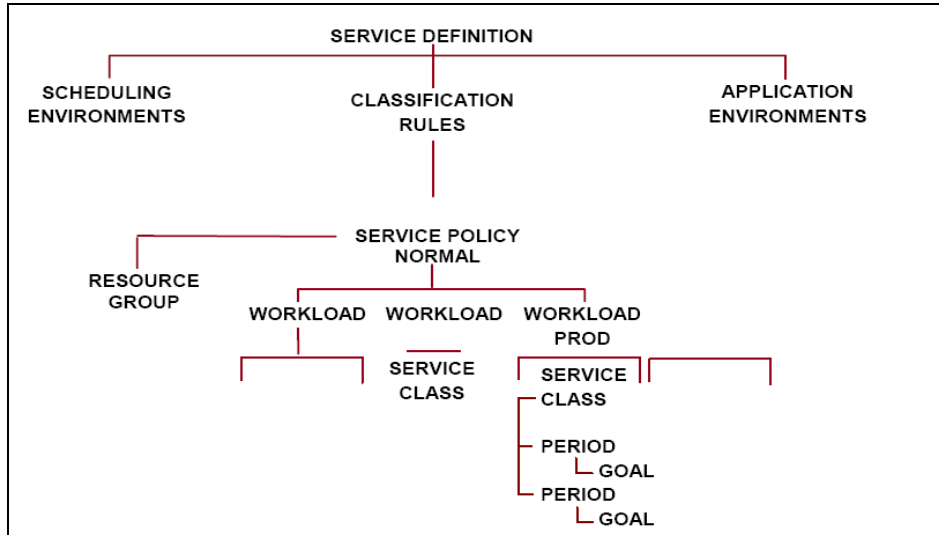 SERVICE DEFINITION
SCHEDULING
ENVIRONMENTS
CLASSIFICATION
RULES
APPLICATION
ENVIRONMENTS
SERVICE POLICY
NORMAL
RESOURCE
GROUP
WORKLOAD
WORKLOAD
WORKLOAD
PROD
SERVICE
CLASS
SERVICE
CLASS
PERIOD
GOAL
PERIOD
GOAL